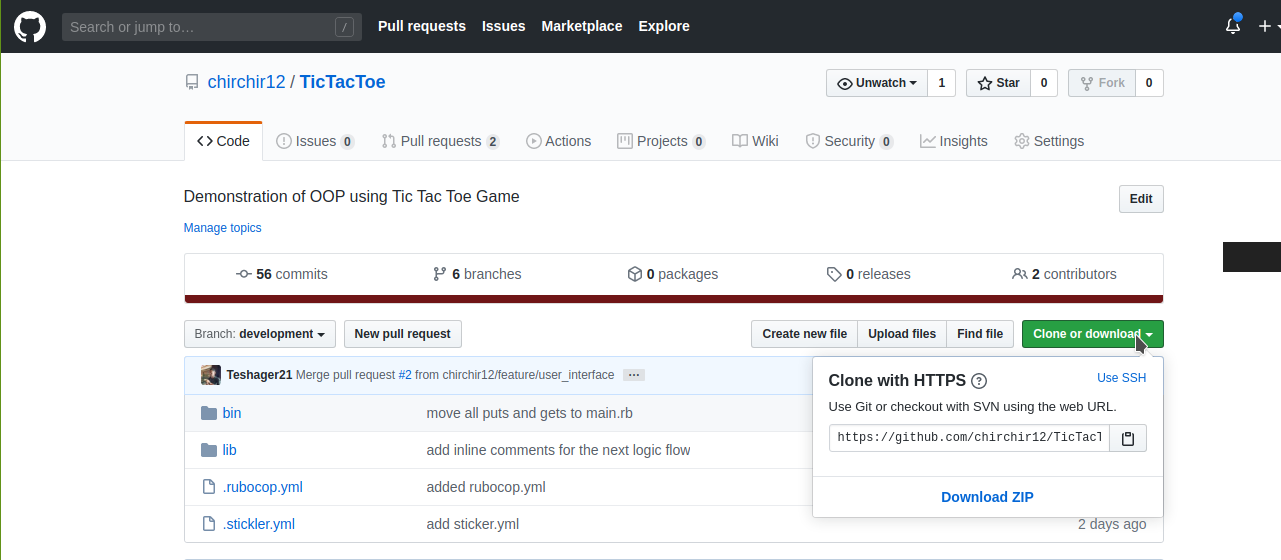 Search or jump to… /
Pull requests Issues Marketplace Explore
chirchir12 / TicTacToe
Unwatch 1 Star 0 Fork 0
Code Issues 0 Pull requests 2 Actions Projects 0 Wiki Security 0 Insights Settings
Demonstration of OOP using Tic Tac Toe Game
Edit
Manage topics
56 commits 6 branches 0 packages 0 releases 2 contributors
Branch: development New pull request Create new file Upload files Find file Clone or download
Teshager21 Merge pull request #2 from chirchir12/feature/user_interface …
bin move all puts and gets to main.rb
lib add inline comments for the next logic flow
.rubocop.yml added rubocop.yml
.stickler.yml add sticker.yml 2 days ago
Clone with HTTPS ?
Use SSH
Use Git or checkout with SVN using the web URL.
https://github.com/chirchir12/TicTacT
Download ZIP